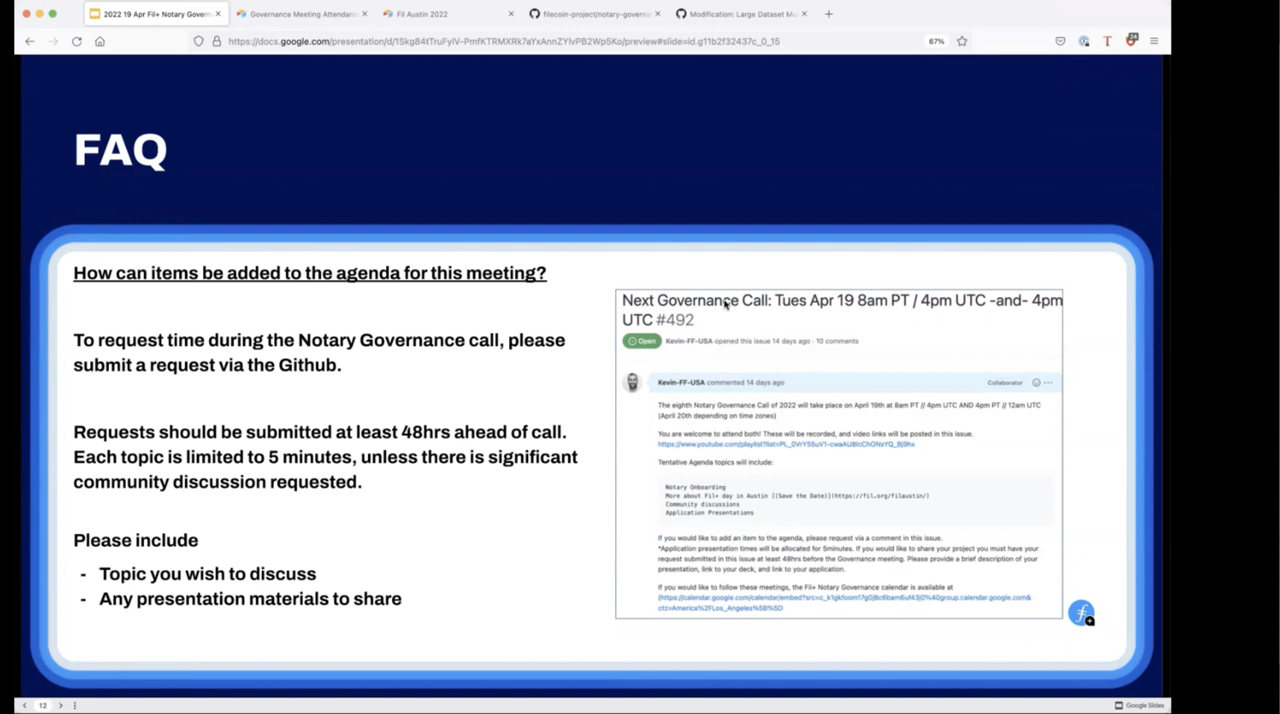 2022 19 Apr Fil+ Notary Govern
Governance Meeting Attendanc
Fil Austin 2022
filecoin-project/notary-governa
Modification: Large Dataset Mu
https://docs.google.com/presentation/d/1Skg84tTruFylV-PmfKTRMXRk7aYxAnnZYlvPB2Wp5Ko/preview#slide=id.g11b2f32437c_0_15
67%
FAQ
How can items be added to the agenda for this meeting?
To request time during the Notary Governance call, please
submit a request via the Github.
Requests should be submitted at least 48hrs ahead of call.
Each topic is limited to 5 minutes, unless there is significant
community discussion requested.
Please include
- Topic you wish to discuss
- Any presentation materials to share
Next Governance Call: Tues Apr 19 8am PT / 4pm UTC -and- 4pm
UTC #492
Open Kevin-FF-USA opened this issue 14 days ago · 10 comments
Kevin-FF-USA commented 14 days ago
Collaborator
The eighth Notary Governance Call of 2022 will take place on April 19th at 8am PT // 4pm UTC AND 4pm PT // 12am UTC
(April 20th depending on time zones)
You are welcome to attend both! These will be recorded, and video links will be posted in this issue.
Tentative Agenda topics will include:
Notary Onboarding
More about Fil+ day in Austin [(Save the Date)](https://fil.org/filaustin/)
Community discussions
Application Presentations
If you would like to add an item to the agenda, please request via a comment in this issue.
*Application presentation times will be allocated for 5minutes. If you would like to share your project you must have your
request submitted in this issue at least 48hrs before the Governance meeting. Please provide a brief description of your
presentation, link to your deck, and link to your application.
If you would like to follow these meetings, the Fil+ Notary Governance calendar is available at
ctz=America%2FLos_Angeles%5B%5D
12
Google Slides